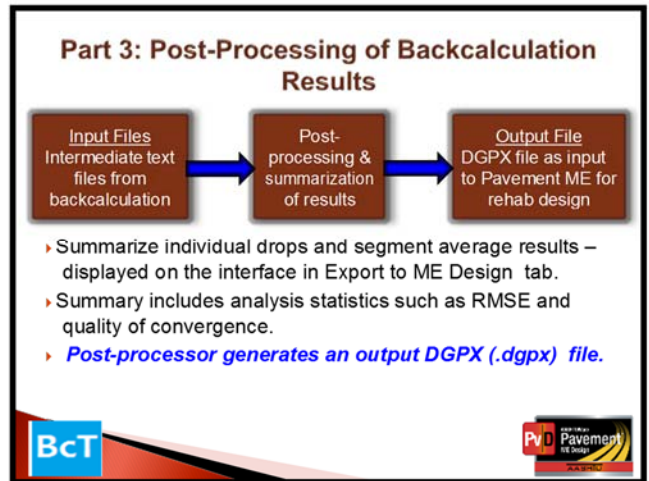 Part 3: Post-Processing of Backcalculation
Results
Input Files
Intermediate text
files from
backcalculation
Post-
processing &
summarization
of results
Output File
DGPX file as input
to Pavement ME for
rehab design
Summarize individual drops and segment average results –
displayed on the interface in Export to ME Design tab.
Summary includes analysis statistics such as RMSE and
quality of convergence.
Post-processor generates an output DGPX (.dgpx) file.
BcT
PvD Pavement
ME Design
AASHTO